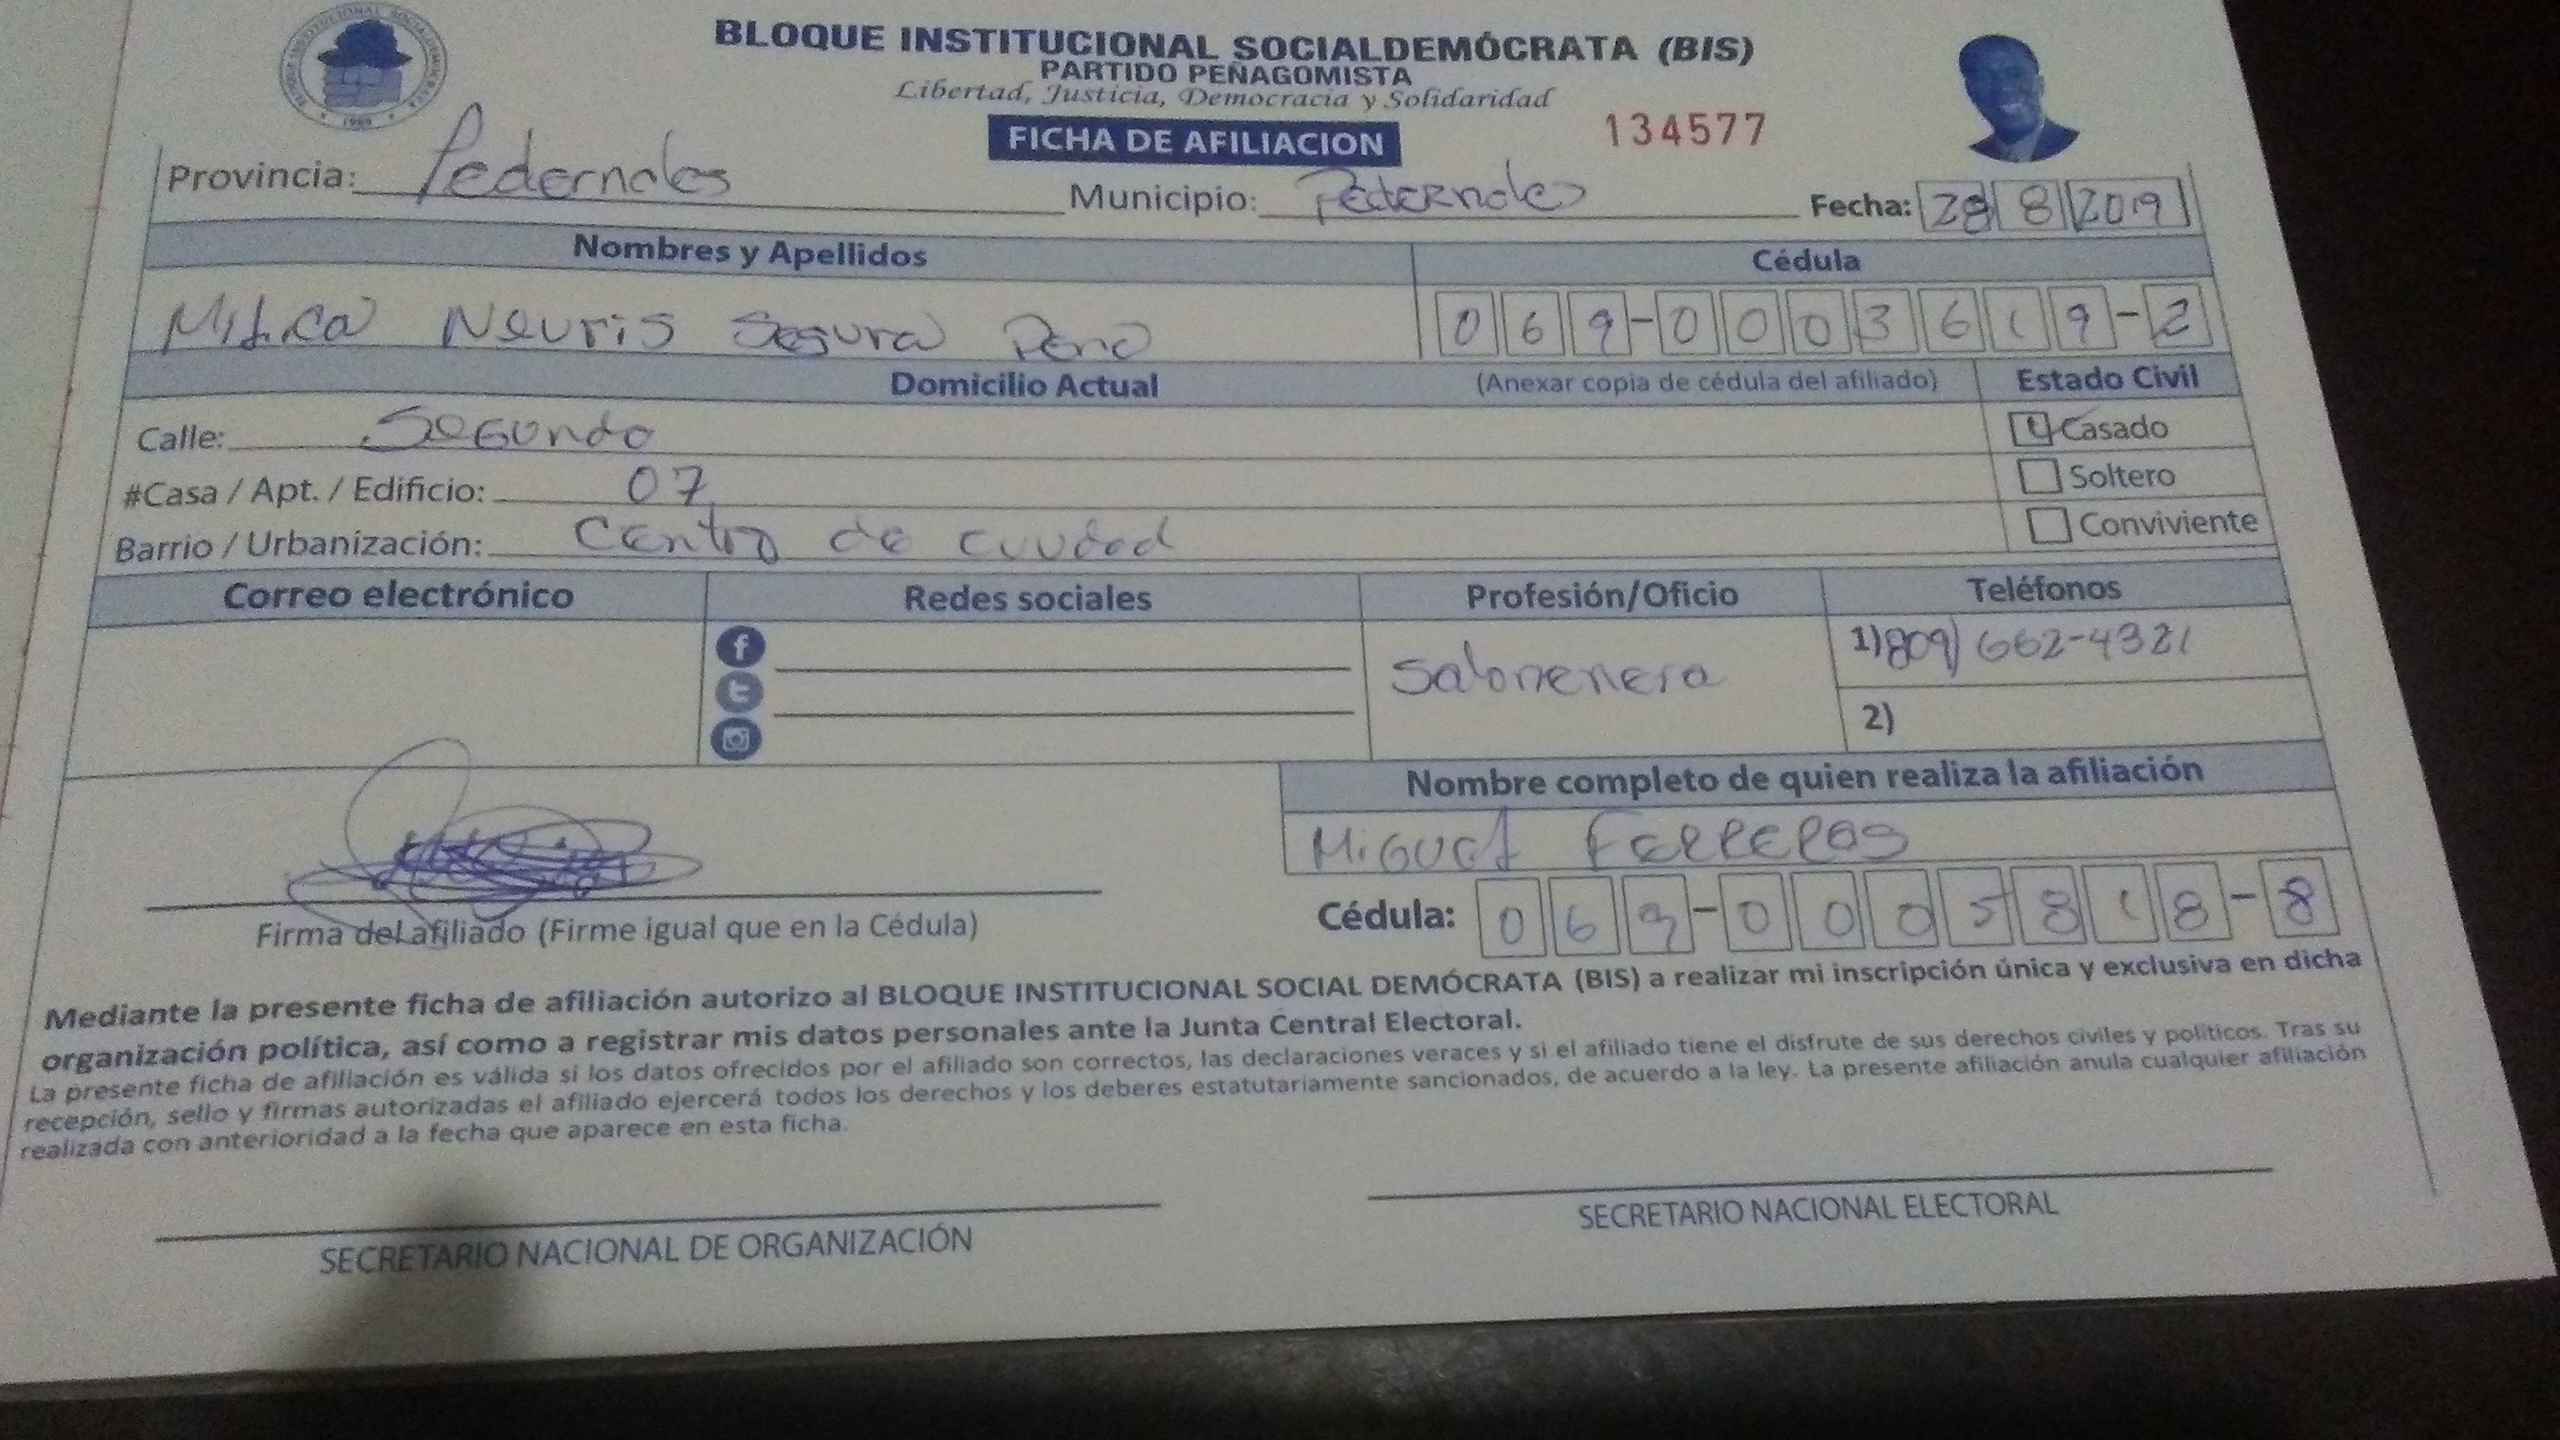 BLOQUE INSTITUCIONAL SOCIALDEMÓCRATA (BIS)
PARTIDO PEÑAGOMISTA
Libertad, Justicia, Democracia y Solidaridad
FICHA DE AFILIACION 134577
Provincia: Pedernales Municipio: Pedernales Fecha: 28 8 2019
Nombres y Apellidos Cédula
Neuris Segura Pena 069-0003619-2
Domicilio Actual (Anexar copia de cédula del afiliado) Estado Civil
Calle: Segundo Casado
#Casa / Apt. / Edificio: 07 Soltero
Barrio / Urbanización: Centro de ciudad Conviviente
Correo electrónico Redes sociales Profesión/Oficio Teléfonos
Salonenera 1) 809) 662-4321
2)
Nombre completo de quien realiza la afiliación
Miguel Ferreras
Firma del afiliado (Firme igual que en la Cédula) Cédula: 069-0005818-8
Mediante la presente ficha de afiliación autorizo al BLOQUE INSTITUCIONAL SOCIAL DEMÓCRATA (BIS) a realizar mi inscripción única y exclusiva en dicha
organización política, así como a registrar mis datos personales ante la Junta Central Electoral.
La presente ficha de afiliación es válida si los datos ofrecidos por el afiliado son correctos, las declaraciones veraces y si el afiliado tiene el disfrute de sus derechos civiles y políticos. Tras su
recepción, sello y firmas autorizadas el afiliado ejercerá todos los derechos y los deberes estatutariamente sancionados, de acuerdo a la ley. La presente afiliación anula cualquier afiliación
realizada con anterioridad a la fecha que aparece en esta ficha.
SECRETARIO NACIONAL DE ORGANIZACIÓN SECRETARIO NACIONAL ELECTORAL